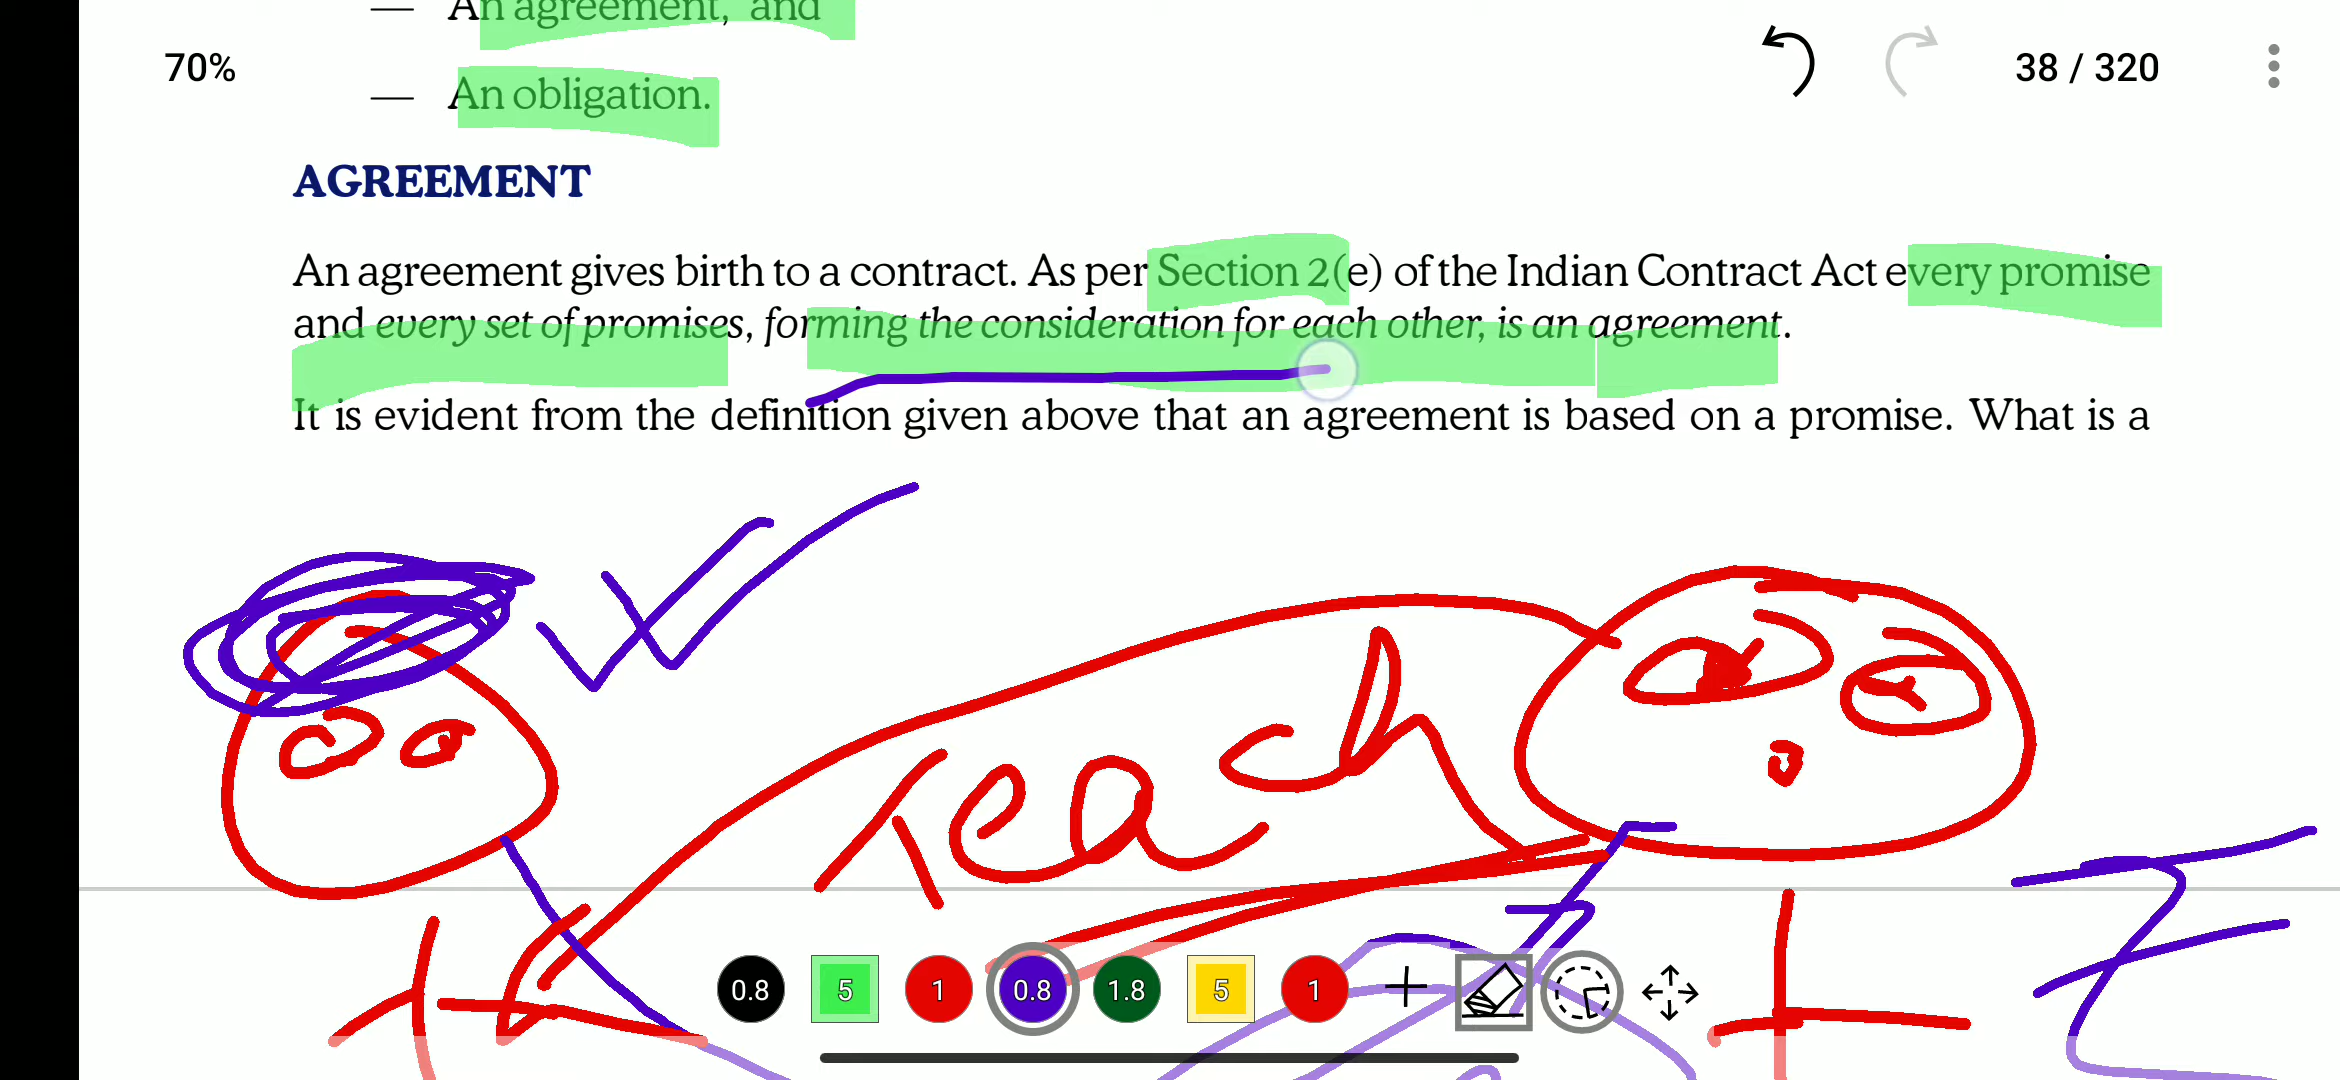 — An agreement, and
70%
38 / 320
— An obligation.
AGREEMENT
An agreement gives birth to a contract. As per Section 2(e) of the Indian Contract Act every promise
and every set of promises, forming the consideration for each other, is an agreement.
It is evident from the definition given above that an agreement is based on a promise. What is a
Teach
0.8 5 1 0.8 1.8 5 1